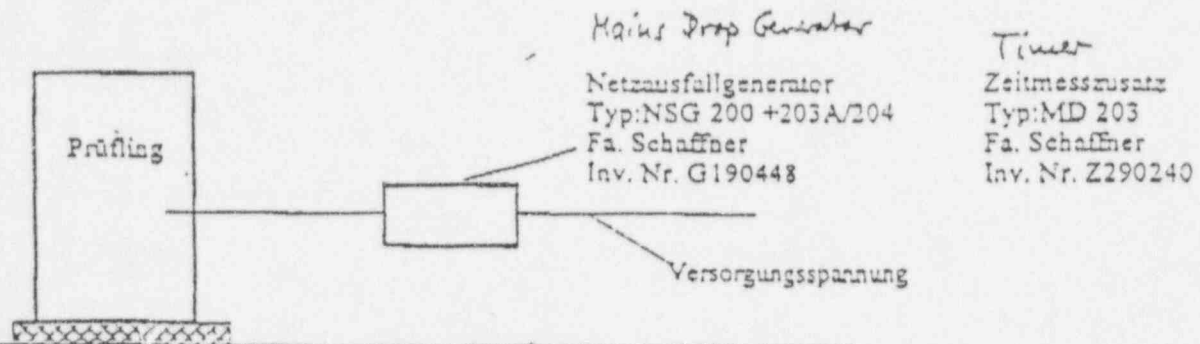 Mains Drop Generator
Netzausfallgenerator
Typ:NSG 200 +203A/204
Fa. Schaffner
Inv. Nr. G190448
Timer
Zeitmesszusatz
Typ:MD 203
Fa. Schaffner
Inv. Nr. Z290240
Prüfling
Versorgungsspannung